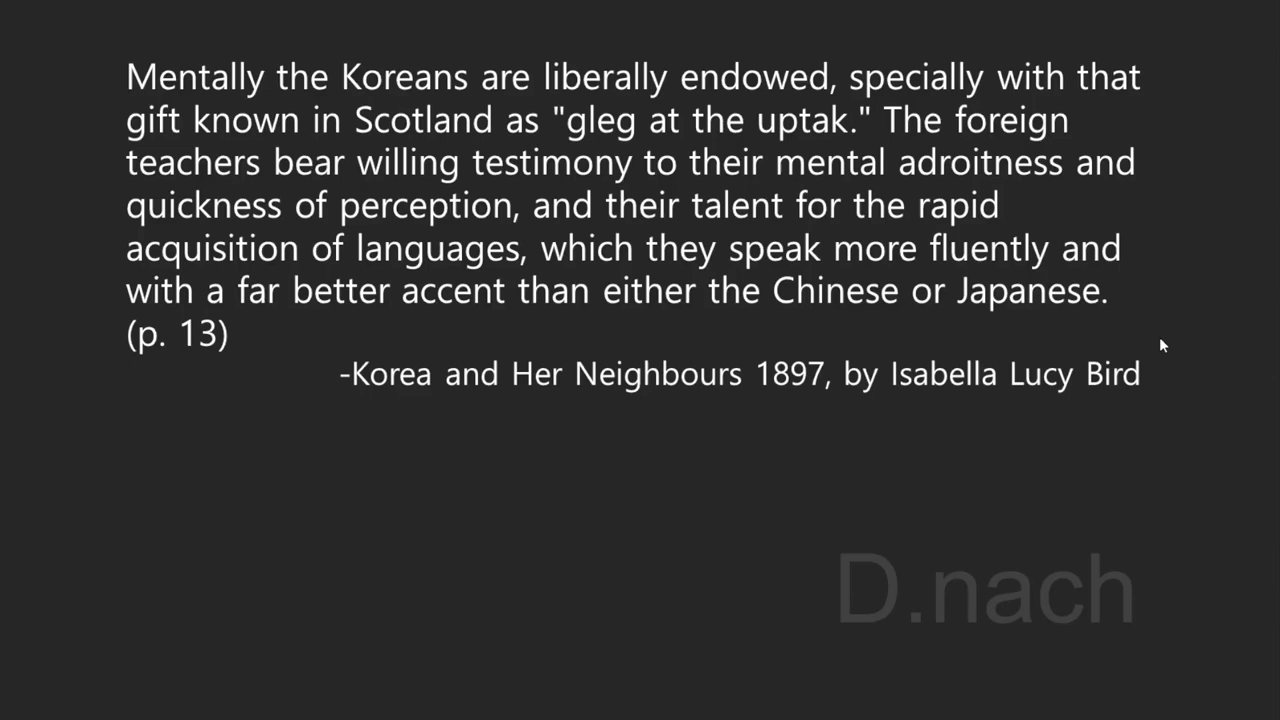 Mentally the Koreans are liberally endowed, specially with that
gift known in Scotland as "gleg at the uptak." The foreign
teachers bear willing testimony to their mental adroitness and
quickness of perception, and their talent for the rapid
acquisition of languages, which they speak more fluently and
with a far better accent than either the Chinese or Japanese.
(p. 13)
-Korea and Her Neighbours 1897, by Isabella Lucy Bird
D.nach